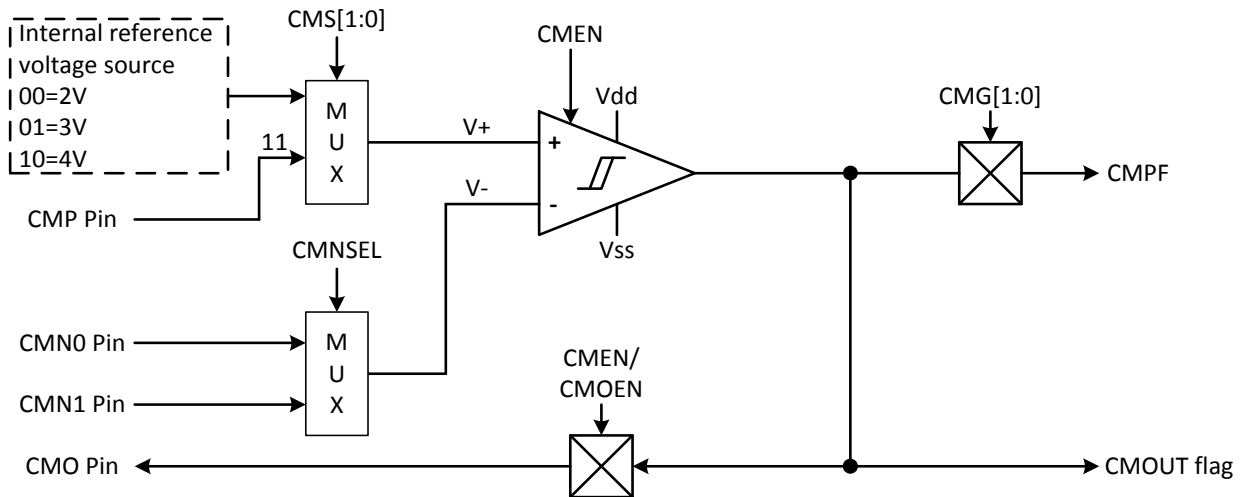 Internal reference
voltage source
00=2V
01=3V
10=4V
CMS[1:0]
M
U
X
11
CMP Pin
CMEN
Vdd
V+
+
V-
-
Vss
CMG[1:0]
CMPF
CMNSEL
M
U
X
CMN0 Pin
CMN1 Pin
CMEN/
CMOEN
CMO Pin
CMOUT flag